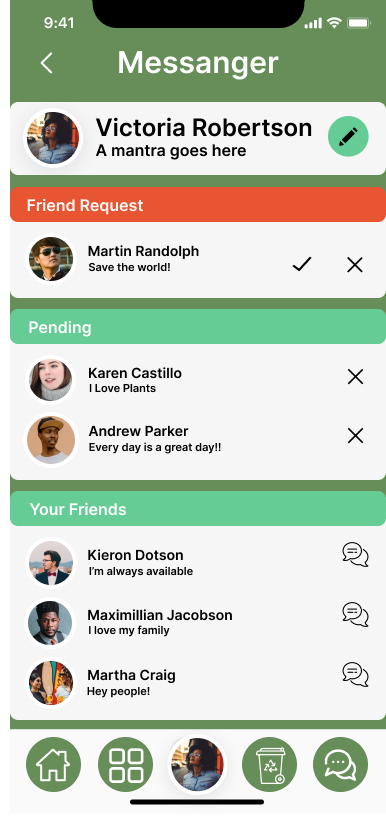 9:41
Messanger
Victoria Robertson
A mantra goes here
Friend Request
Martin Randolph
Save the world!
Pending
Karen Castillo
I Love Plants
Andrew Parker
Every day is a great day!!
Your Friends
Kieron Dotson
I'm always available
Maximillian Jacobson
I love my family
Martha Craig
Hey people!